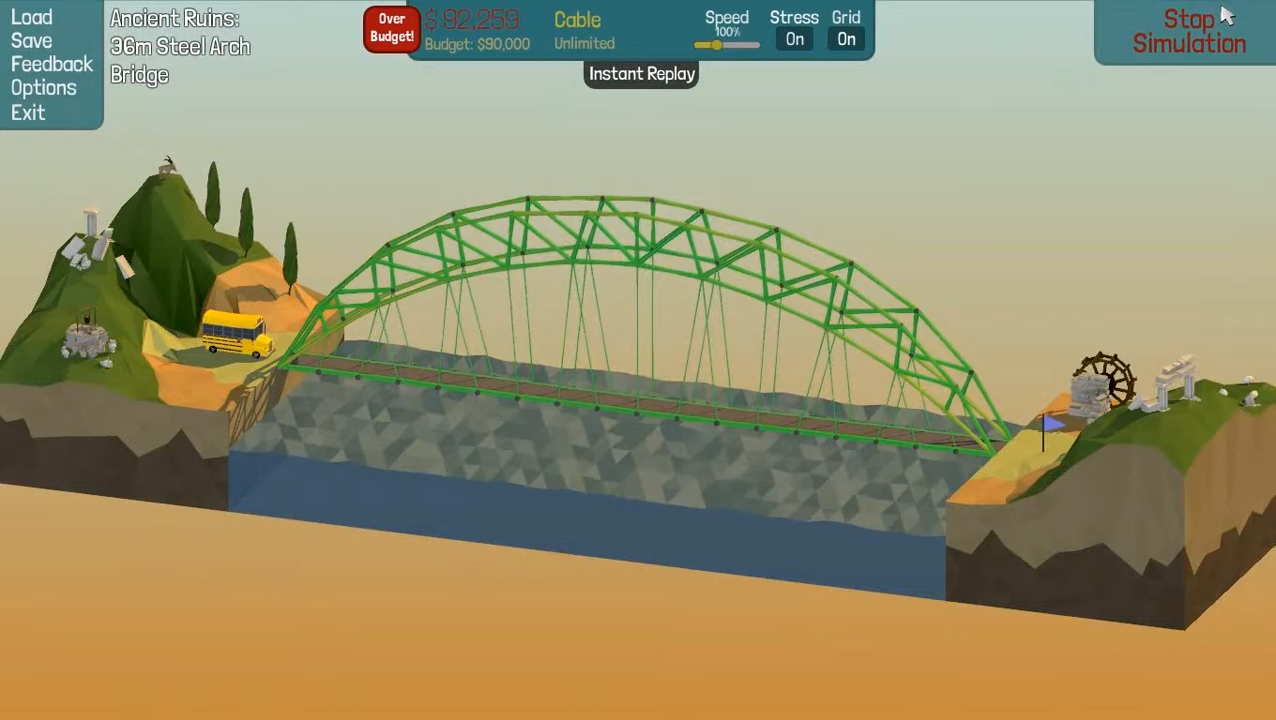 Load
Save
Feedback
Options
Exit
Ancient Ruins:
36m Steel Arch
Bridge
Over
Budget!
$ 92,259
Budget: $90,000
Cable
Unlimited
Speed
100%
Stress
On
Grid
On
Instant Replay
Stop
Simulation